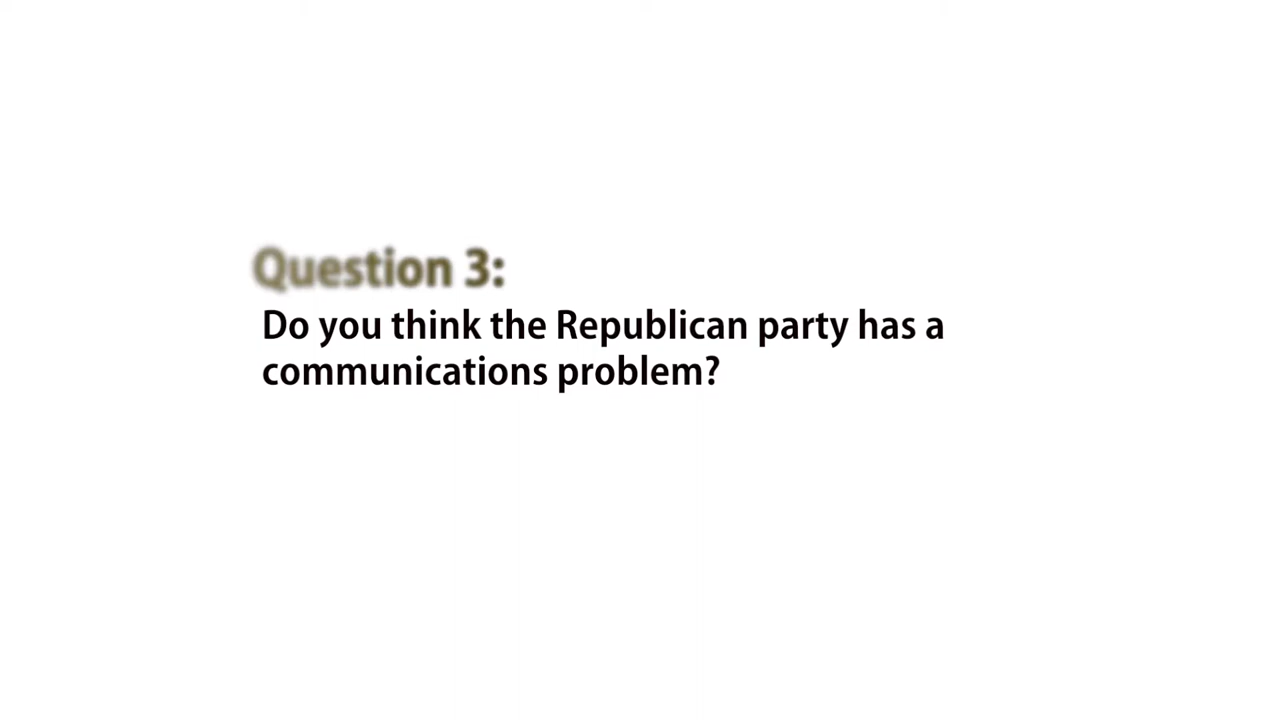 Question 3:
Do you think the Republican party has a
communications problem?